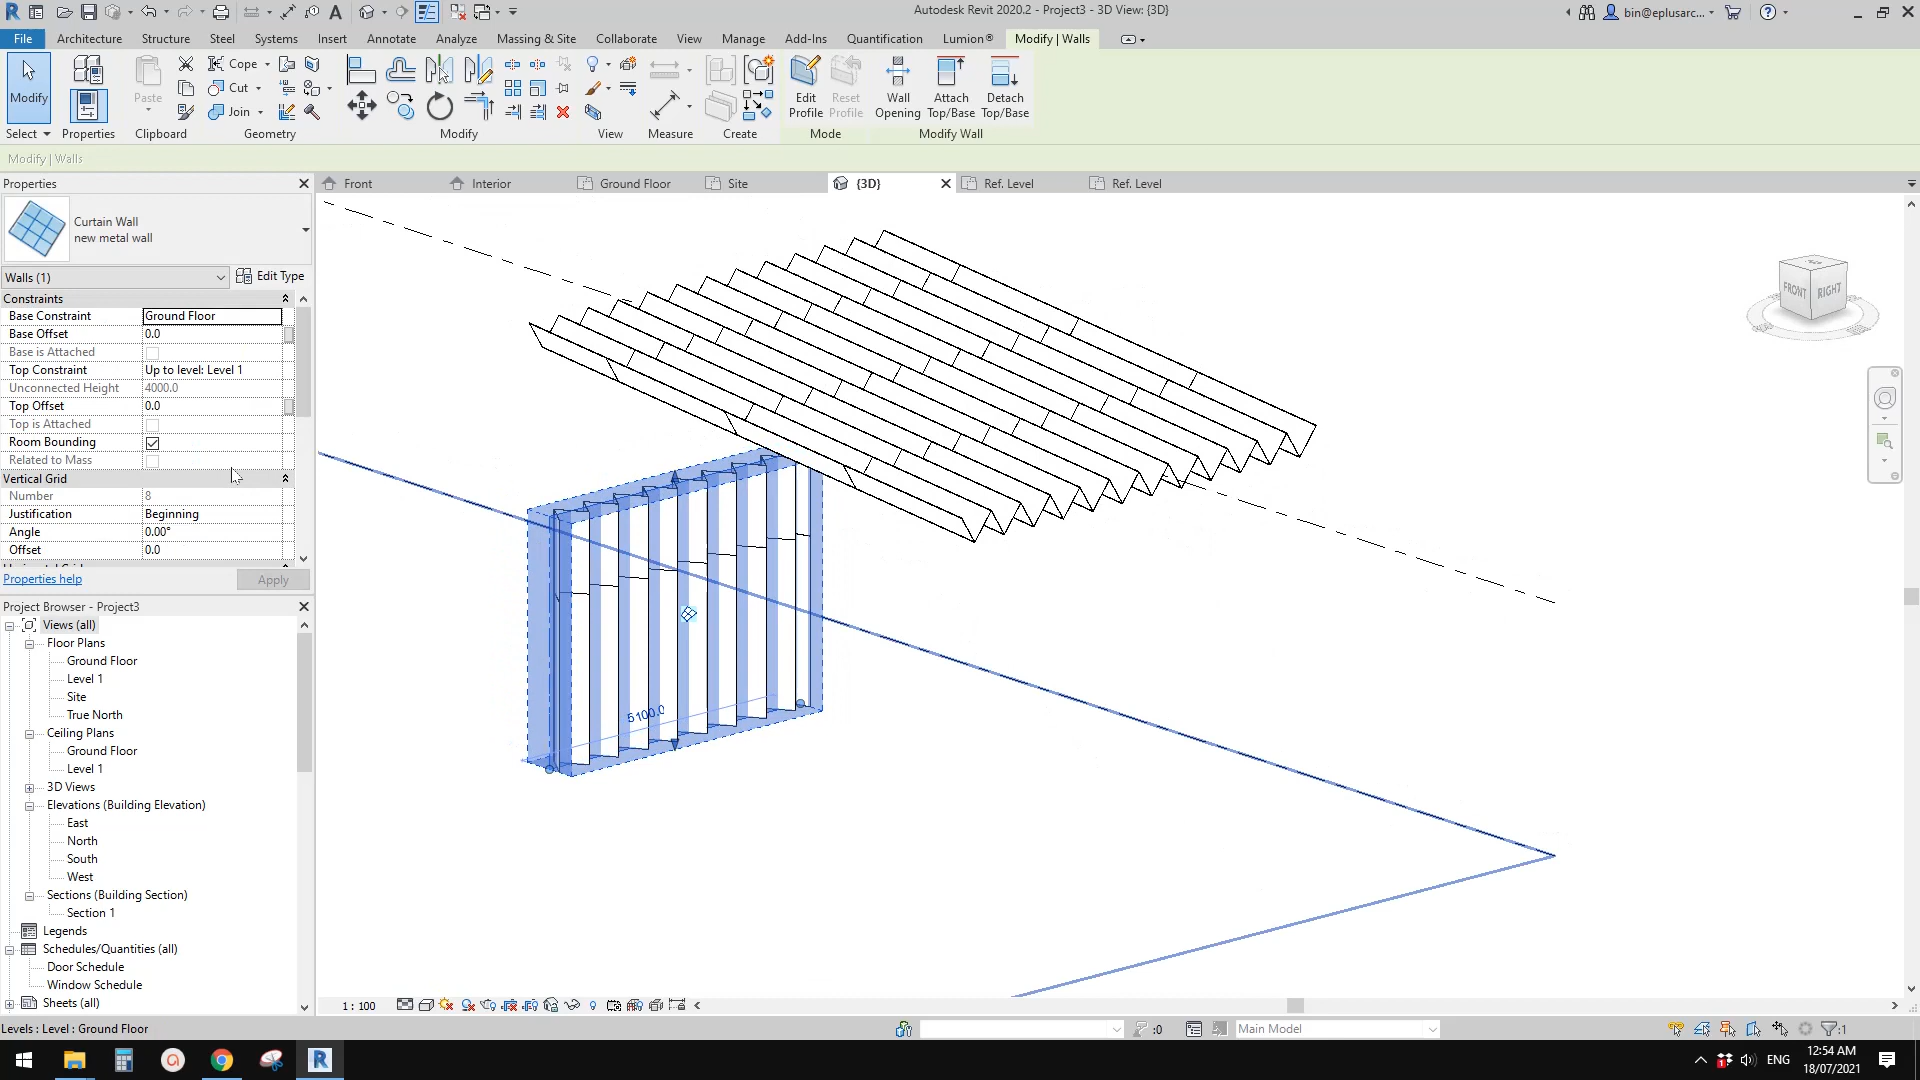 Autodesk Revit 2020.2 - Project3 - 3D View: {3D}
bin@eplusarc...
File
Architecture
Structure
Steel
Systems
Insert
Annotate
Analyze
Massing & Site
Collaborate
View
Manage
Add-Ins
Quantification
Lumion®
Modify | Walls
Modify
Paste
Cope
Cut
Join
Edit
Profile
Reset
Profile
Wall
Opening
Attach
Top/Base
Detach
Top/Base
Select
Properties
Clipboard
Geometry
Modify
View
Measure
Create
Mode
Modify Wall
Modify | Walls
Properties
Front
Interior
Ground Floor
Site
{3D}
Ref. Level
Ref. Level
Curtain Wall
new metal wall
Walls (1)
Edit Type
Constraints
Base Constraint Ground Floor
Base Offset 0.0
Base is Attached
Top Constraint Up to level: Level 1
Unconnected Height 4000.0
Top Offset 0.0
Top is Attached
Room Bounding
Related to Mass
Vertical Grid
Number 8
Justification Beginning
Angle 0.00°
Offset 0.0
Properties help
Apply
FRONT
RIGHT
5100.0
Project Browser - Project3
Views (all)
Floor Plans
Ground Floor
Level 1
Site
True North
Ceiling Plans
Ground Floor
Level 1
3D Views
Elevations (Building Elevation)
East
North
South
West
Sections (Building Section)
Section 1
Legends
Schedules/Quantities (all)
Door Schedule
Window Schedule
Sheets (all)
1 : 100
Levels : Level : Ground Floor
:0
Main Model
:1
ENG
12:54 AM
18/07/2021